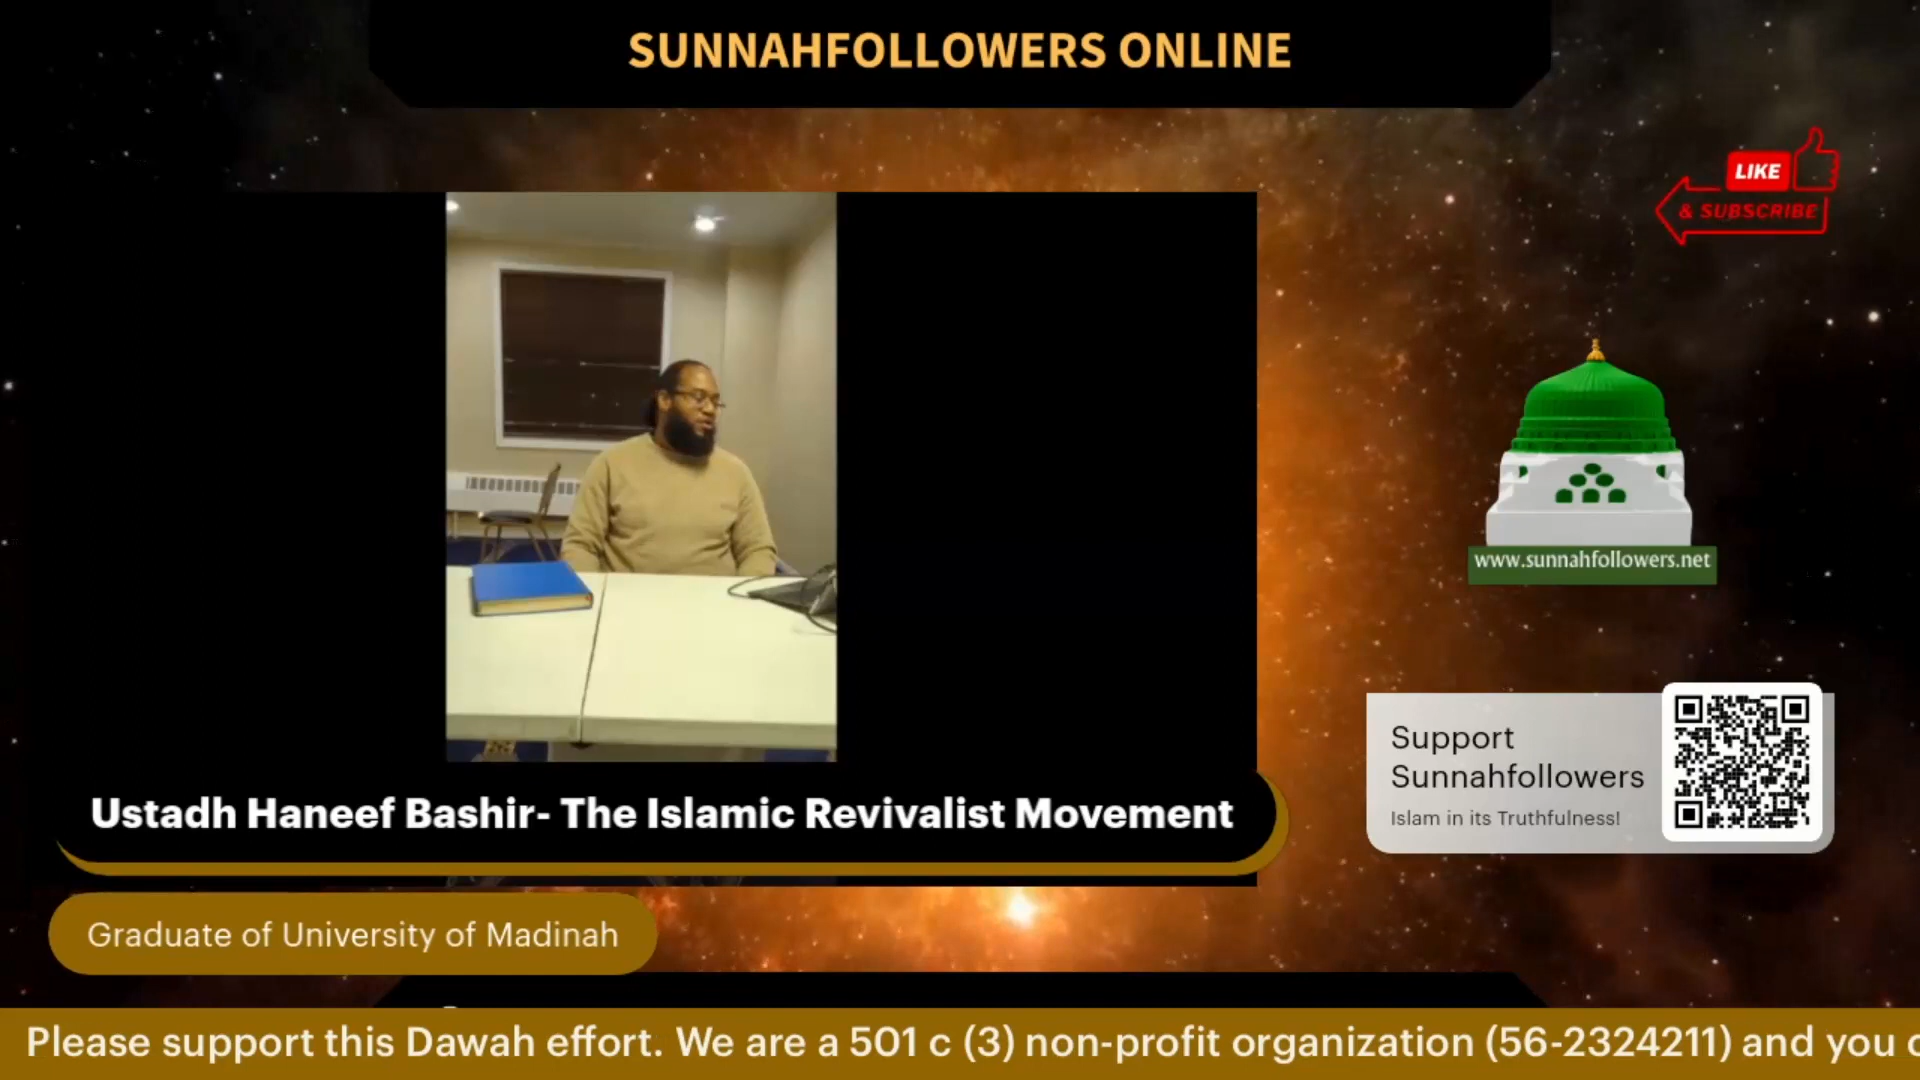 SUNNAHFOLLOWERS ONLINE
LIKE
& SUBSCRIBE
www.sunnahfollowers.net
Support
Sunnahfollowers
Islam in its Truthfulness!
Ustadh Haneef Bashir- The Islamic Revivalist Movement
Graduate of University of Madinah
Please support this Dawah effort. We are a 501 c (3) non-profit organization (56-2324211) and you